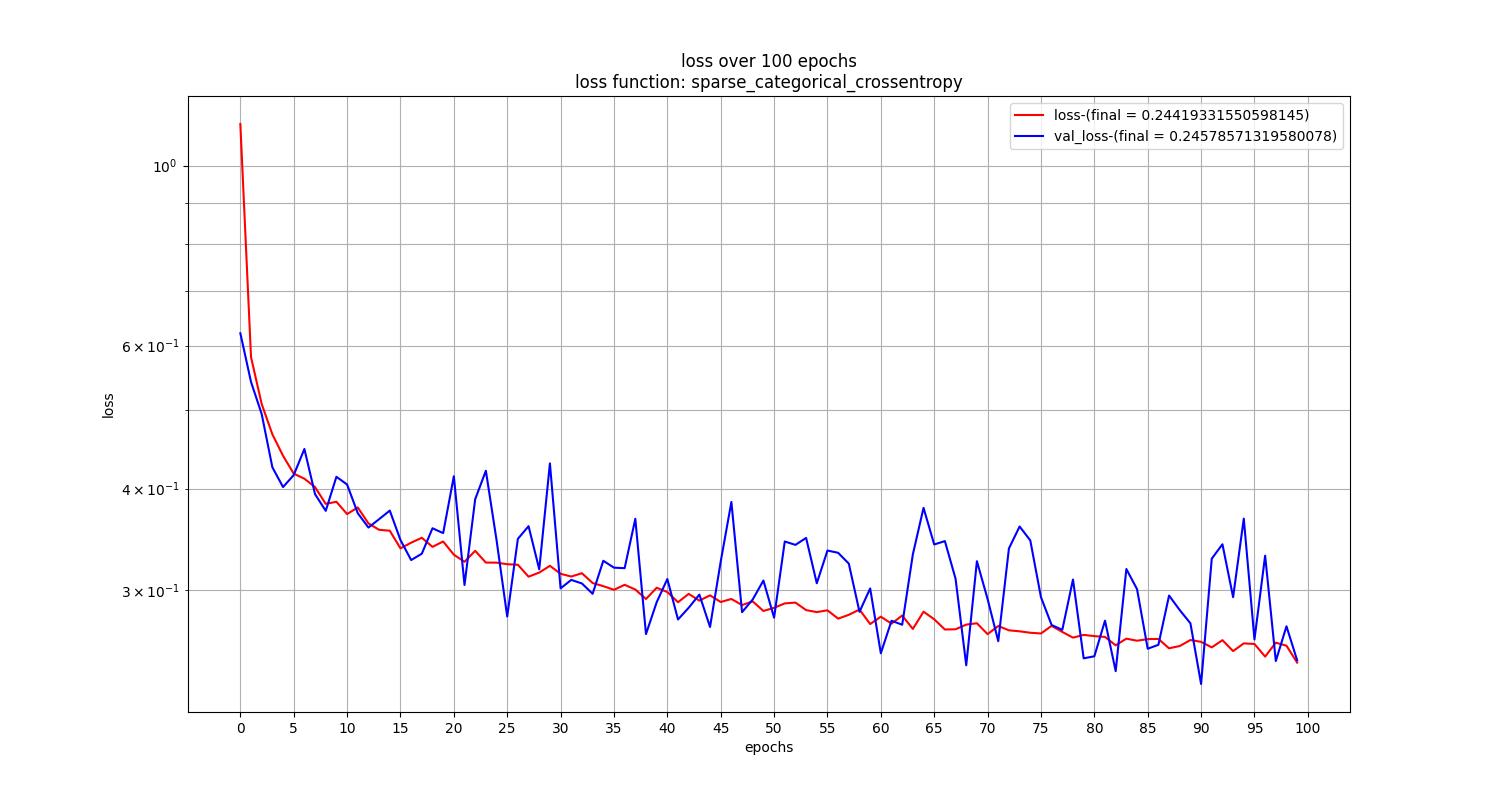 loss over 100 epochs
loss function: sparse_categorical_crossentropy
loss-(final = 0.24419331550598145)
val_loss-(final = 0.24578571319580078)
10⁰
6 × 10⁻¹
4 × 10⁻¹
3 × 10⁻¹
loss
0 5 10 15 20 25 30 35 40 45 50 55 60 65 70 75 80 85 90 95 100
epochs